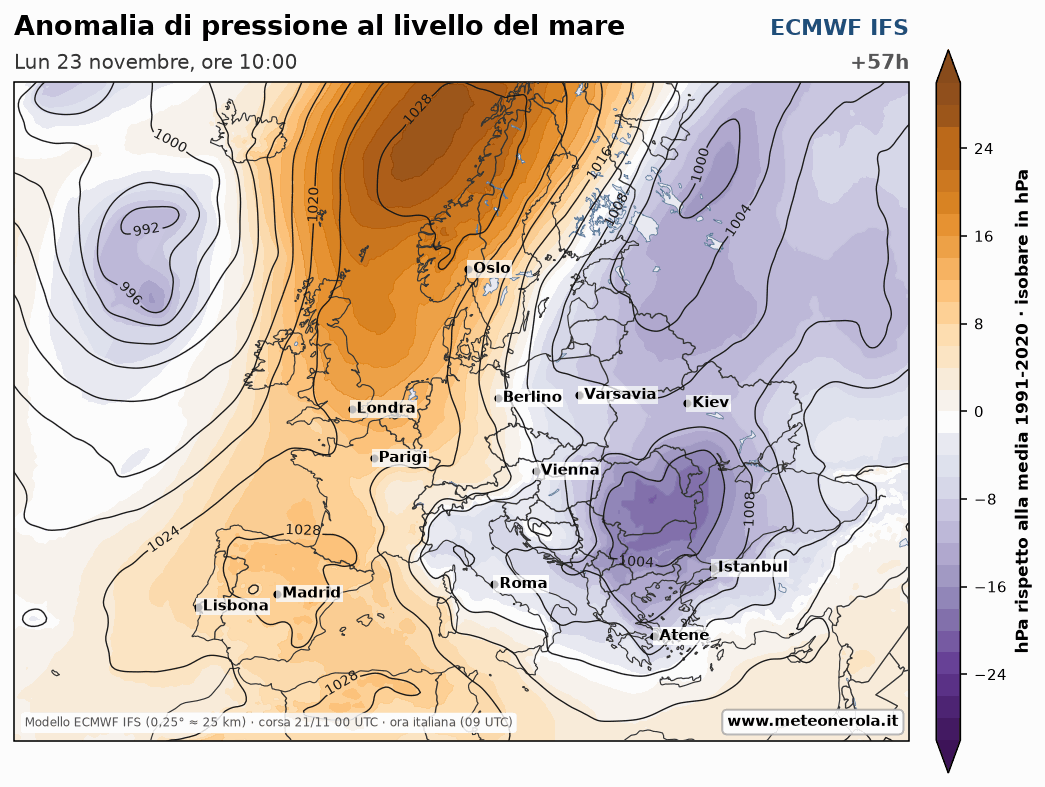 Anomalia di pressione al livello del mare
ECMWF IFS
Lun 23 novembre, ore 10:00
+57h
1028
1000
1000
1016
1020
1008
1004
992
996
Oslo
Londra
Berlino
Varsavia
Kiev
Parigi
Vienna
1008
1024
1028
1004
Istanbul
Roma
Madrid
Lisbona
Atene
1028
Modello ECMWF IFS (0,25° ≈ 25 km) · corsa 21/11 00 UTC · ora italiana (09 UTC)
www.meteonerola.it
24
16
8
0
−8
−16
−24
hPa rispetto alla media 1991-2020 · isobare in hPa